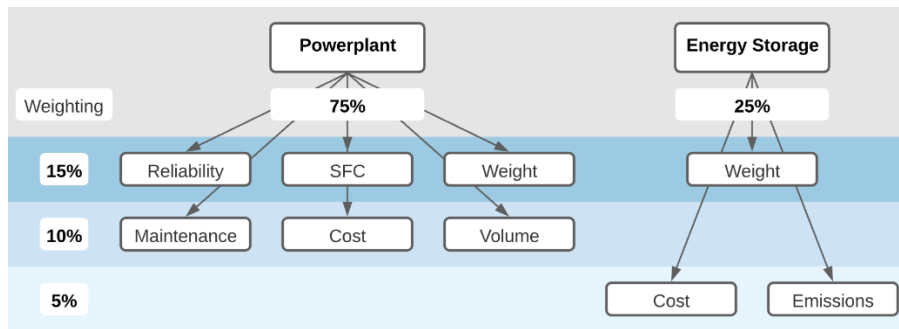 Powerplant
Energy Storage
Weighting
75%
25%
15%
Reliability
SFC
Weight
Weight
10%
Maintenance
Cost
Volume
5%
Cost
Emissions